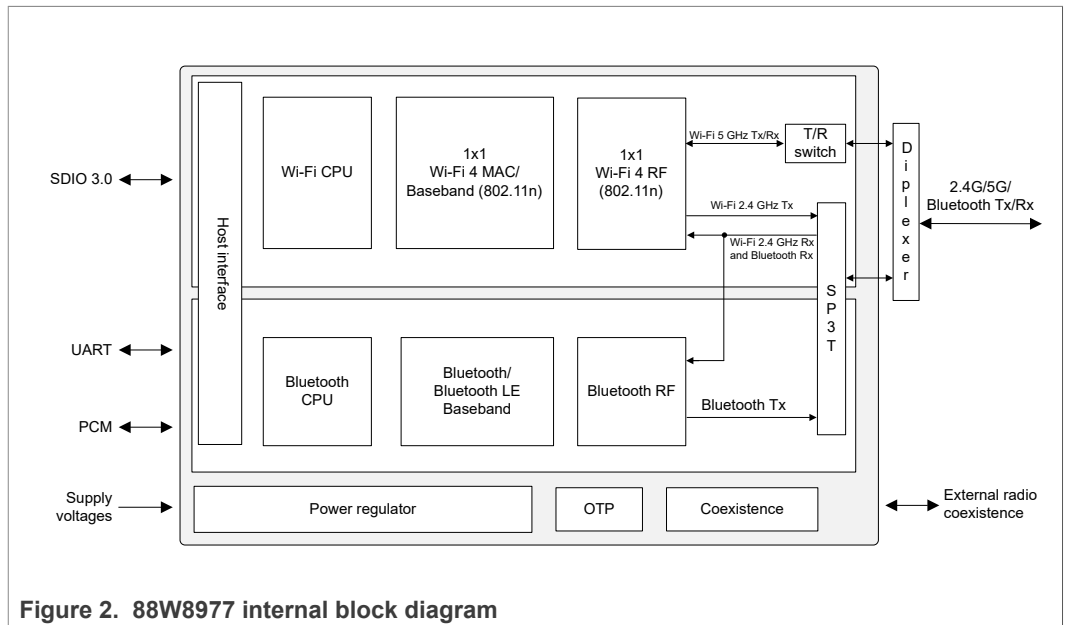 SDIO 3.0
UART
PCM
Supply
voltages
Host interface
Wi-Fi CPU
1x1
Wi-Fi 4 MAC/
Baseband (802.11n)
1x1
Wi-Fi 4 RF
(802.11n)
Wi-Fi 5 GHz Tx/Rx
T/R
switch
Wi-Fi 2.4 GHz Tx
Wi-Fi 2.4 GHz Rx
and Bluetooth Rx
SP3T
Diplexer
2.4G/5G/
Bluetooth Tx/Rx
Bluetooth
CPU
Bluetooth/
Bluetooth LE
Baseband
Bluetooth RF
Bluetooth Tx
Power regulator
OTP
Coexistence
External radio
coexistence
Figure 2. 88W8977 internal block diagram